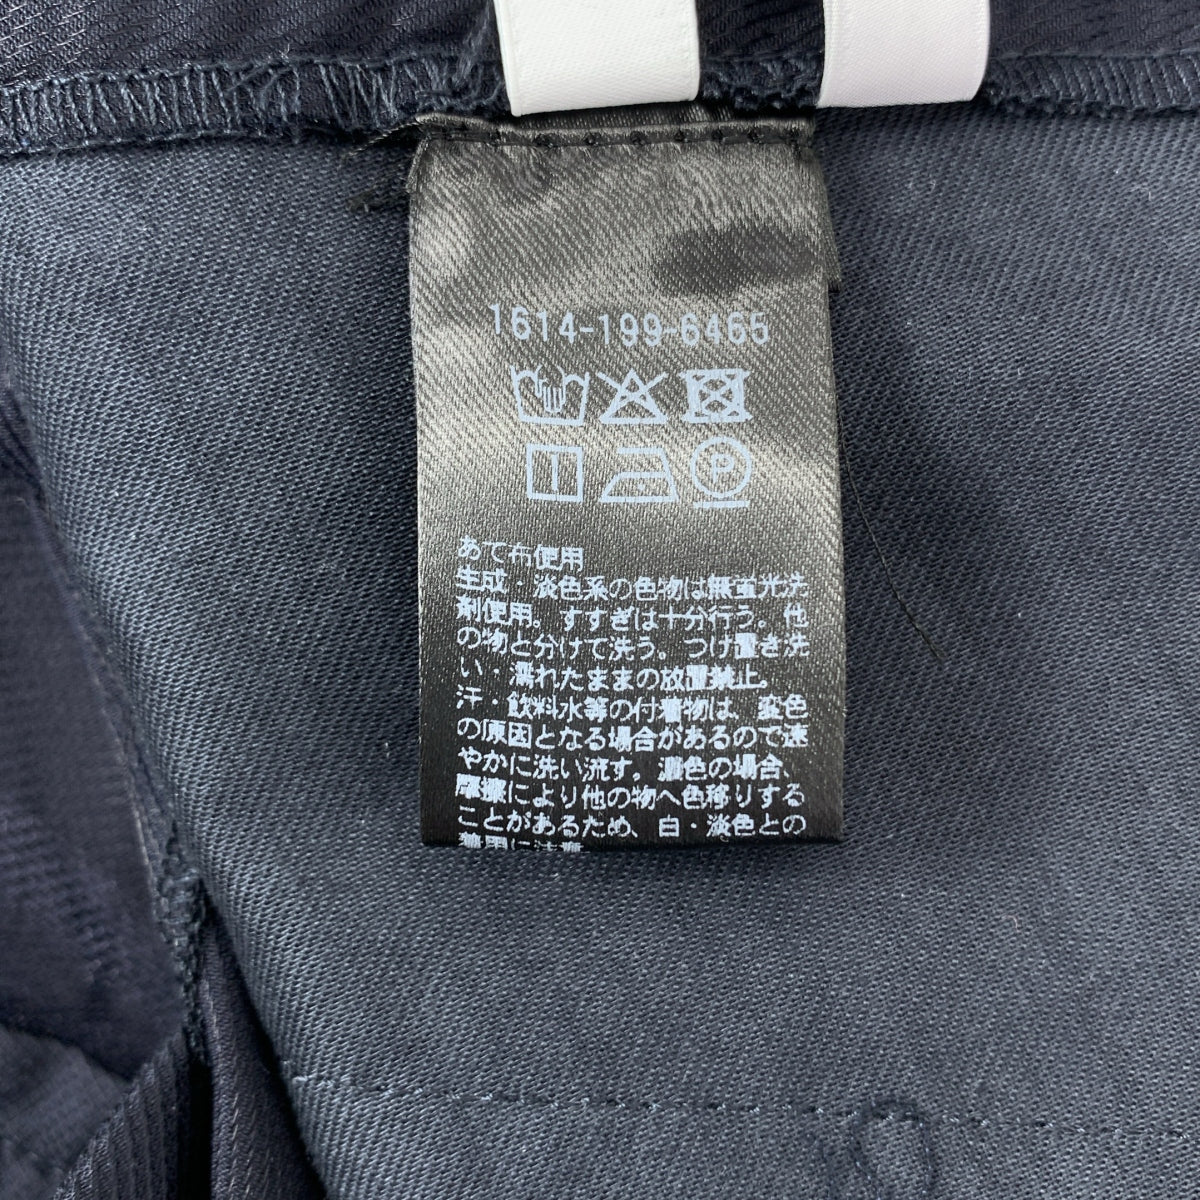 1614-199-6465
P
あて布使用
生成・淡色系の色物は無蛍光洗
剤使用。すすぎは十分行う。他
の物と分けて洗う。つけ置き洗
い・濡れたままの放置禁止。
汗・飲料水等の付着物は、変色
の原因となる場合があるので速
やかに洗い流す。濃色の場合、
摩擦により他の物へ色移りする
ことがあるため、白・淡色との
着用に注意